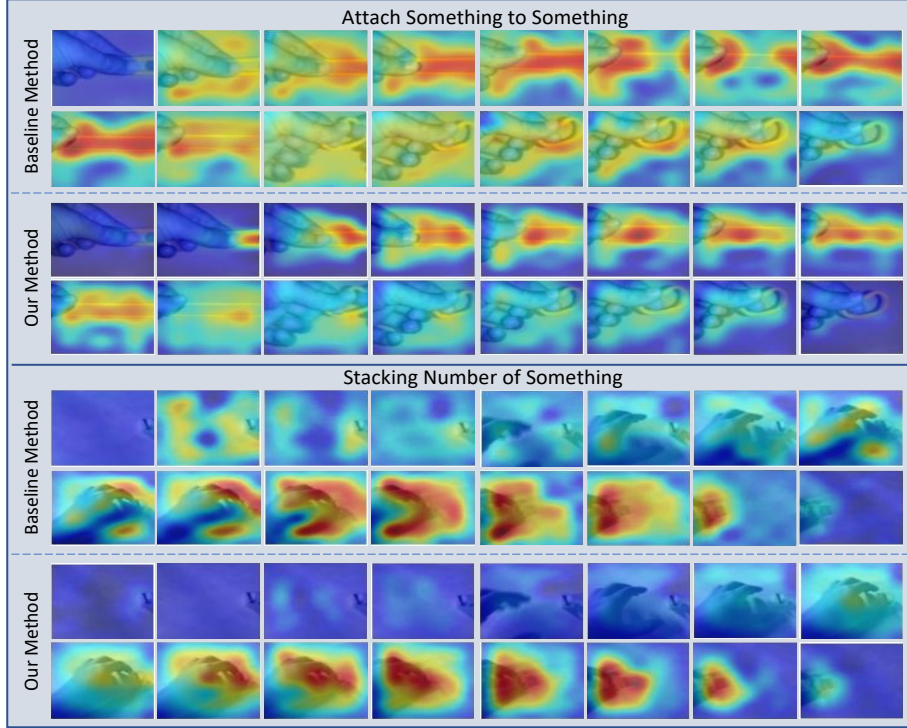 Attach Something to Something
Baseline Method
Our Method
Stacking Number of Something
Baseline Method
Our Method